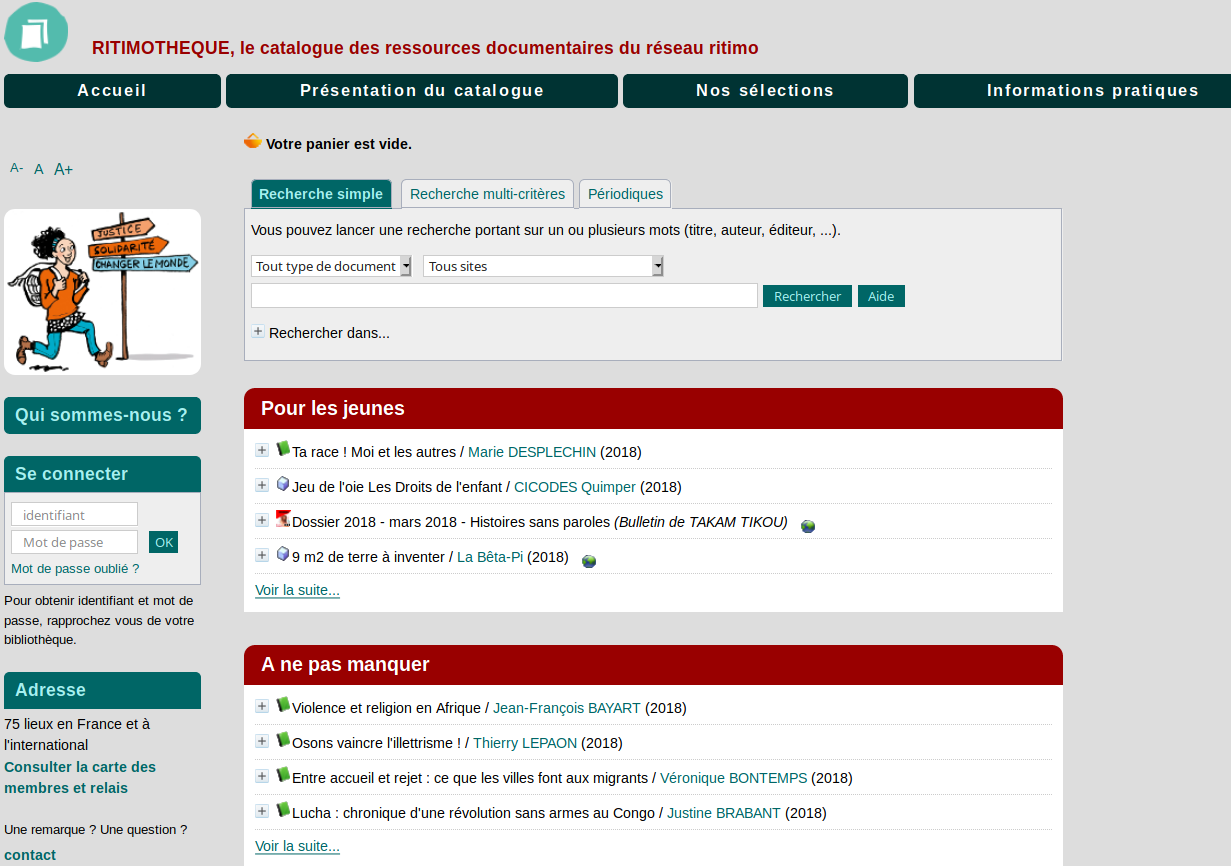 RITIMOTHEQUE, le catalogue des ressources documentaires du réseau ritimo
Accueil
Présentation du catalogue
Nos sélections
Informations pratiques
A- A A+
JUSTICE
SOLIDARITÉ
CHANGER LE MONDE
Qui sommes-nous ?
Se connecter
identifiant
Mot de passe
OK
Mot de passe oublié ?
Pour obtenir identifiant et mot de
passe, rapprochez vous de votre
bibliothèque.
Adresse
75 lieux en France et à
l'international
Consulter la carte des
membres et relais
Une remarque ? Une question ?
contact
Votre panier est vide.
Recherche simple
Recherche multi-critères
Périodiques
Vous pouvez lancer une recherche portant sur un ou plusieurs mots (titre, auteur, éditeur, ...).
Tout type de document
Tous sites
Rechercher
Aide
Rechercher dans...
Pour les jeunes
Ta race ! Moi et les autres / Marie DESPLECHIN (2018)
Jeu de l'oie Les Droits de l'enfant / CICODES Quimper (2018)
Dossier 2018 - mars 2018 - Histoires sans paroles (Bulletin de TAKAM TIKOU)
9 m2 de terre à inventer / La Bêta-Pi (2018)
Voir la suite...
A ne pas manquer
Violence et religion en Afrique / Jean-François BAYART (2018)
Osons vaincre l'illettrisme ! / Thierry LEPAON (2018)
Entre accueil et rejet : ce que les villes font aux migrants / Véronique BONTEMPS (2018)
Lucha : chronique d'une révolution sans armes au Congo / Justine BRABANT (2018)
Voir la suite...